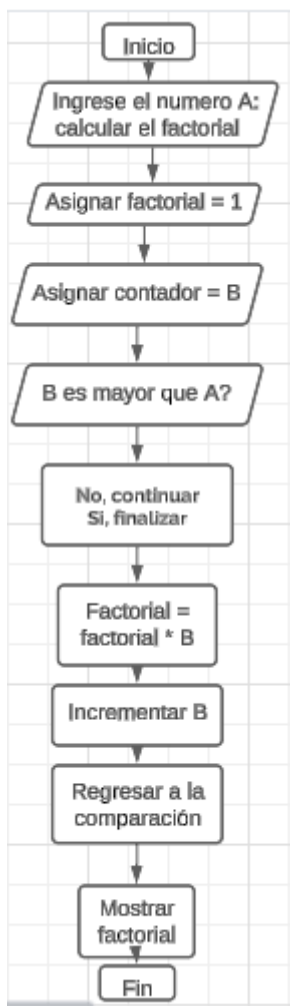 Inicio
Ingrese el numero A:
calcular el factorial
Asignar factorial = 1
Asignar contador = B
B es mayor que A?
No, continuar
Si, finalizar
Factorial =
factorial * B
Incrementar B
Regresar a la
comparación
Mostrar
factorial
Fin